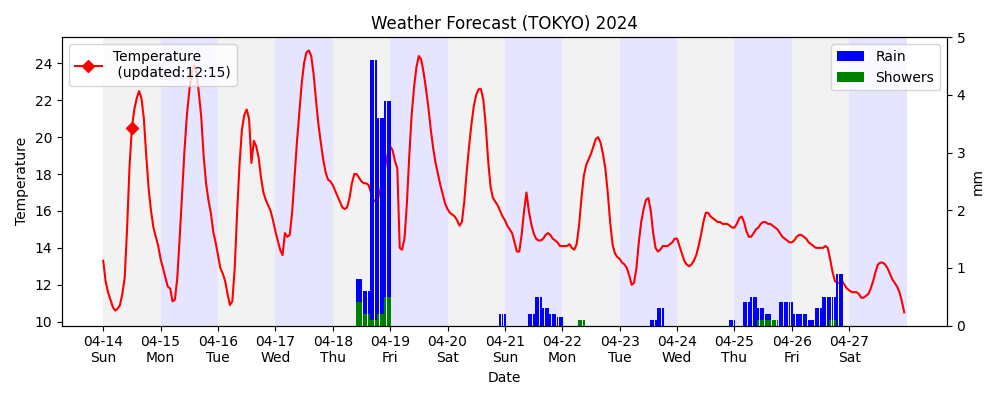 Weather Forecast (TOKYO) 2024
Temperature
(updated:12:15)
Rain
Showers
Temperature
24
22
20
18
16
14
12
10
5
4
3
2
1
0
mm
04-14 04-15 04-16 04-17 04-18 04-19 04-20 04-21 04-22 04-23 04-24 04-25 04-26 04-27
Sun Mon Tue Wed Thu Fri Sat Sun Mon Tue Wed Thu Fri Sat
Date